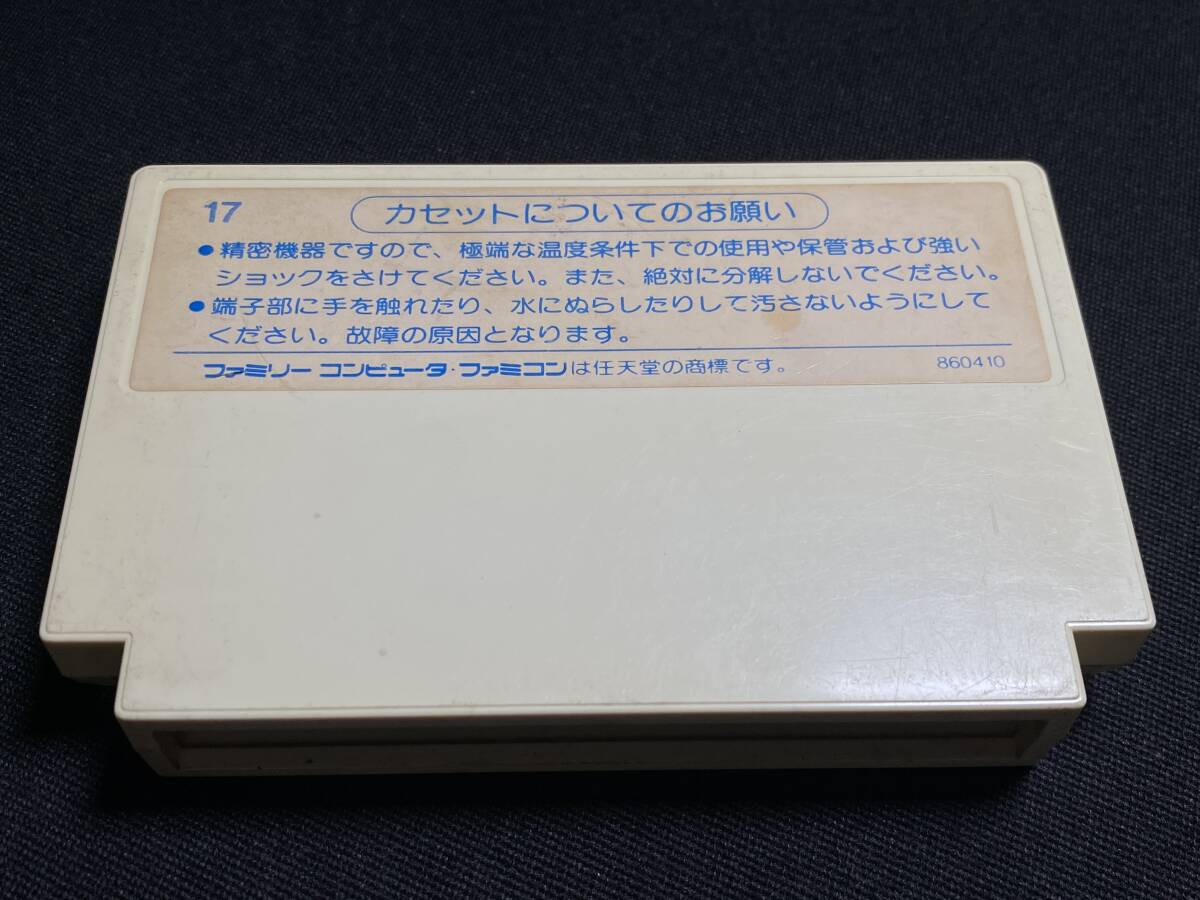 17 カセットについてのお願い
●精密機器ですので、極端な温度条件下での使用や保管および強い
ショックをさけてください。また、絶対に分解しないでください。
●端子部に手を触れたり、水にぬらしたりして汚さないようにして
ください。故障の原因となります。
ファミリー コンピュータ・ファミコンは任天堂の商標です。 860410